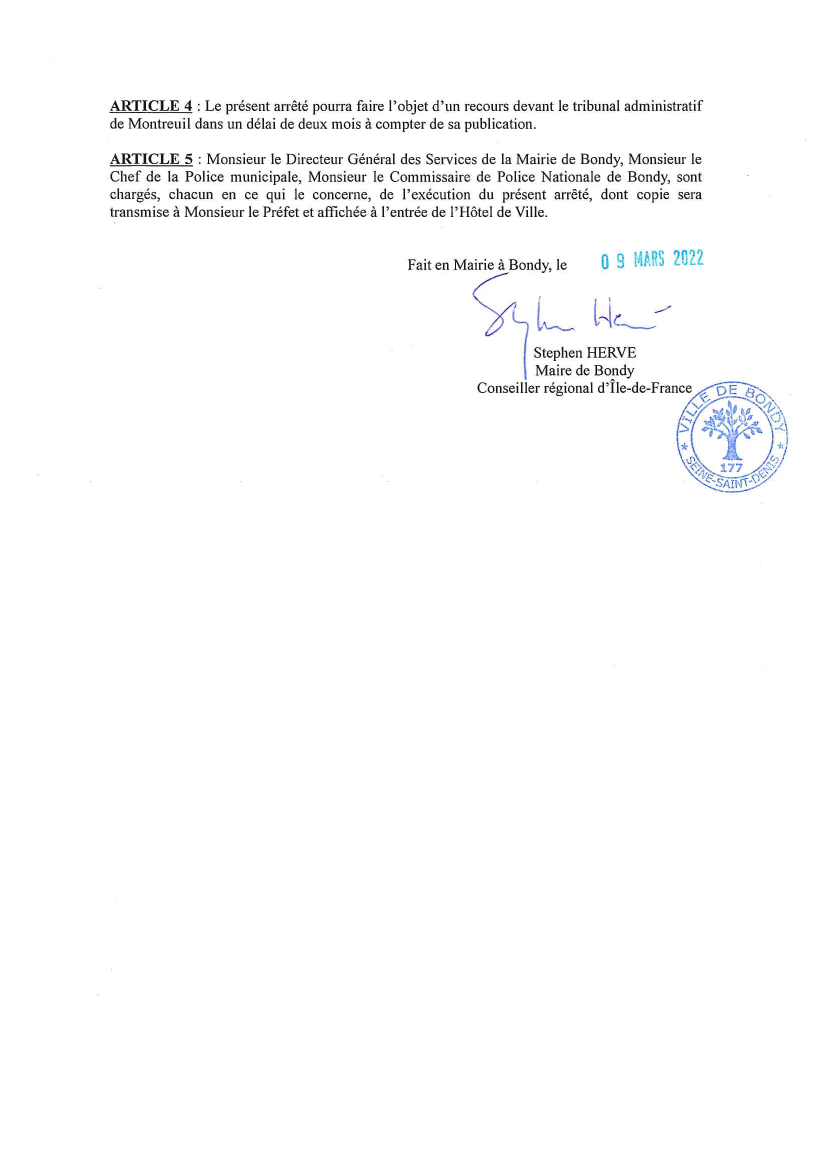 ARTICLE 4 : Le présent arrêté pourra faire l'objet d'un recours devant le tribunal administratif
de Montreuil dans un délai de deux mois à compter de sa publication.
ARTICLE 5 : Monsieur le Directeur Général des Services de la Mairie de Bondy, Monsieur le
Chef de la Police municipale, Monsieur le Commissaire de Police Nationale de Bondy, sont
chargés, chacun en ce qui le concerne, de l'exécution du présent arrêté, dont copie sera
transmise à Monsieur le Préfet et affichée à l'entrée de l'Hôtel de Ville.
Fait en Mairie à Bondy, le 09 MARS 2022
Stephen HERVE
Maire de Bondy
Conseiller régional d'Île-de-France
VILLE DE BONDY
177
* SEINE-SAINT-DENIS *